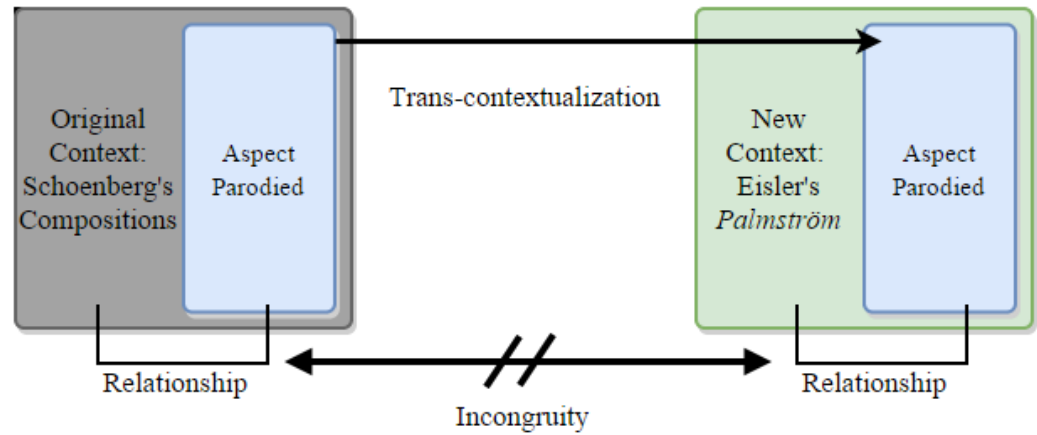 Original
Context:
Schoenberg's
Compositions
Aspect
Parodied
Trans-contextualization
New
Context:
Eisler's
Palmström
Aspect
Parodied
Relationship
Incongruity
Relationship